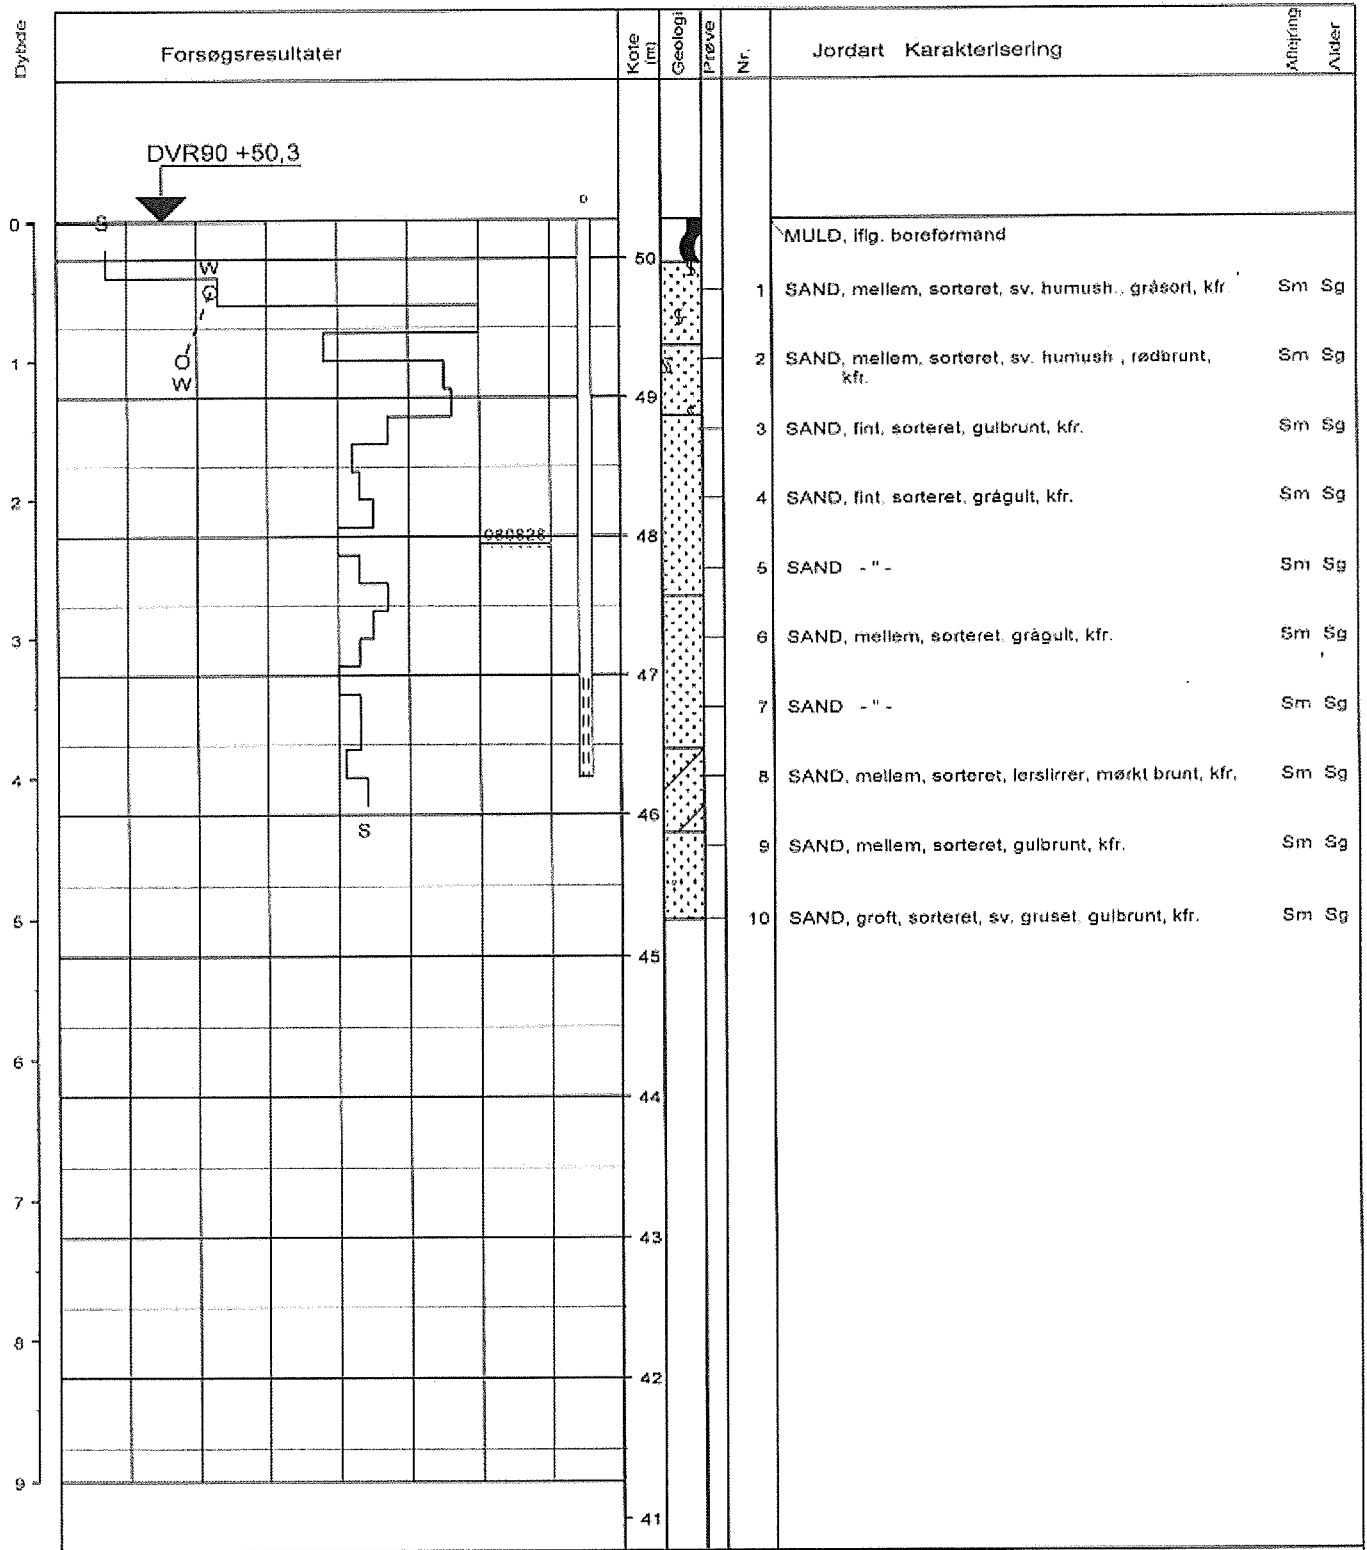 Dybde
Forsøgsresultater
Kote (m)
Geologi
Prøve
Nr.
Jordart Karakterisering
Aflejring
Alder
DVR90 +50,3
D
0
S
MULD, iflg. boreformand
50
W
O
1 SAND, mellem, sorteret, sv. humush., gråsort, kfr. Sm Sg
1
O
W
2 SAND, mellem, sorteret, sv. humush., rødbrunt, Sm Sg
kfr.
49
3 SAND, fint, sorteret, gulbrunt, kfr. Sm Sg
2
4 SAND, fint, sorteret, grågult, kfr. Sm Sg
080828
48
5 SAND - " - Sm Sg
3
6 SAND, mellem, sorteret, grågult, kfr. Sm Sg
47
7 SAND - " - Sm Sg
4
8 SAND, mellem, sorteret, lerslirrer, mørkt brunt, kfr. Sm Sg
46
S
9 SAND, mellem, sorteret, gulbrunt, kfr. Sm Sg
5
10 SAND, groft, sorteret, sv. gruset, gulbrunt, kfr. Sm Sg
45
6
44
7
43
8
42
9
41